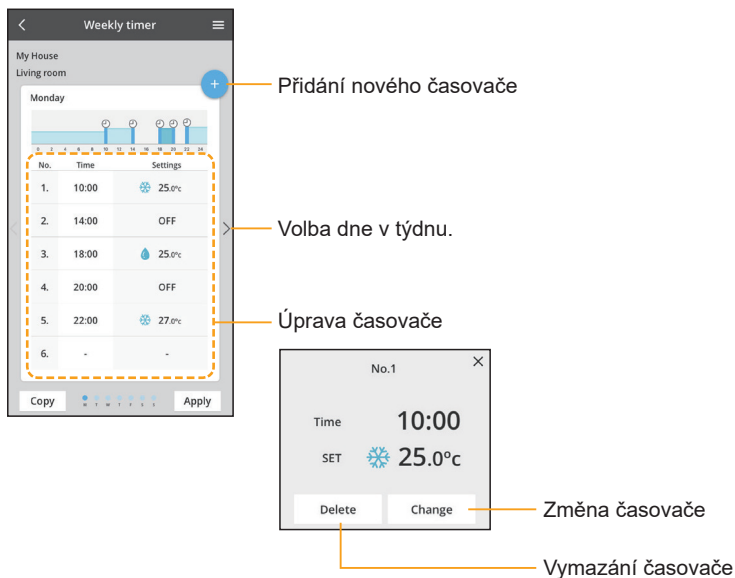 Weekly timer
My House
Living room
+
Přidání nového časovače
Monday
0 2 4 6 8 10 12 14 16 18 20 22 24
No. Time Settings
1. 10:00 25.0°c
2. 14:00 OFF
Volba dne v týdnu.
3. 18:00 25.0°c
4. 20:00 OFF
5. 22:00 27.0°c
Úprava časovače
6. - -
Copy M T W T F S S Apply
No.1
Time 10:00
SET 25.0°c
Delete Change
Změna časovače
Vymazání časovače